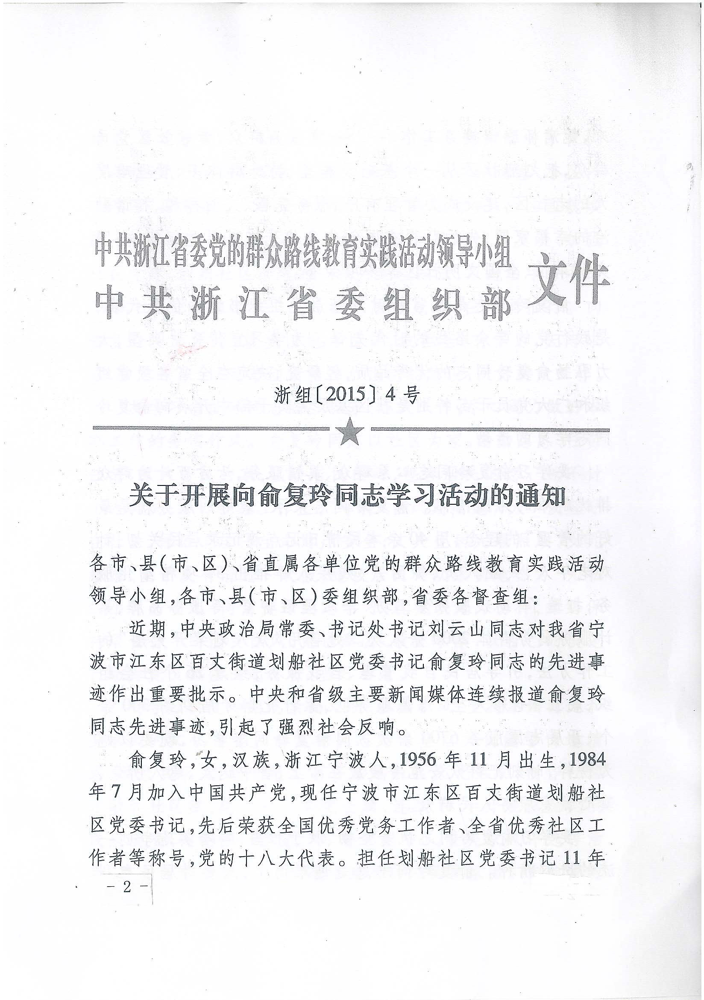 中共浙江省委党的群众路线教育实践活动领导小组
中共浙江省委组织部
文件
浙组〔2015〕4号
关于开展向俞复玲同志学习活动的通知
各市、县(市、区)、省直属各单位党的群众路线教育实践活动
领导小组,各市、县(市、区)委组织部,省委各督查组:
近期,中央政治局常委、书记处书记刘云山同志对我省宁
波市江东区百丈街道划船社区党委书记俞复玲同志的先进事
迹作出重要批示。中央和省级主要新闻媒体连续报道俞复玲
同志先进事迹,引起了强烈社会反响。
俞复玲,女,汉族,浙江宁波人,1956年11月出生,1984
年7月加入中国共产党,现任宁波市江东区百丈街道划船社
区党委书记,先后荣获全国优秀党务工作者、全省优秀社区工
作者等称号,党的十八大代表。担任划船社区党委书记11年
- 2 -